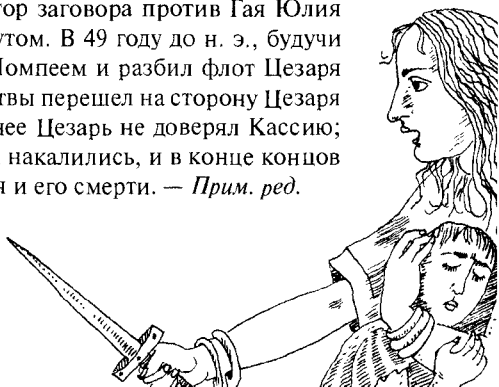 тор заговора против Гая Юлия
утом. В 49 году до н. э., будучи
Помпеем и разбил флот Цезаря
твы перешел на сторону Цезаря
нее Цезарь не доверял Кассию;
накалились, и в конце концов
я и его смерти. — Прим. ред.